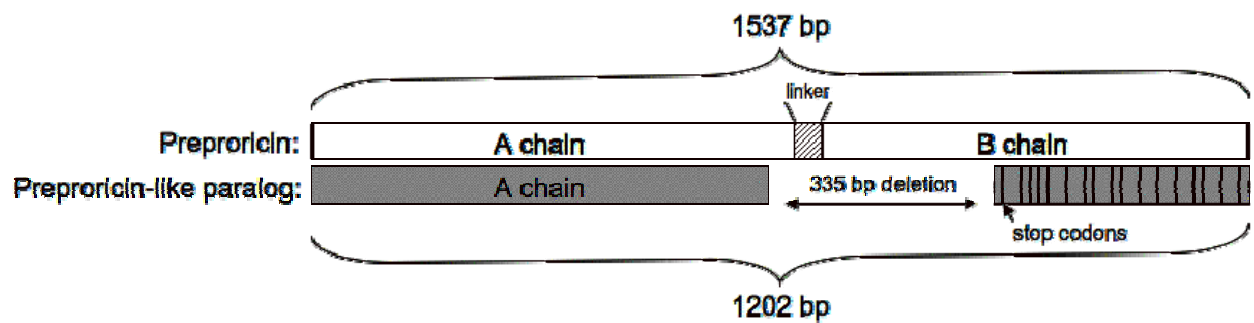 1537 bp
linker
Preproricin: A chain B chain
Preproricin-like paralog: A chain 335 bp deletion
stop codons
1202 bp